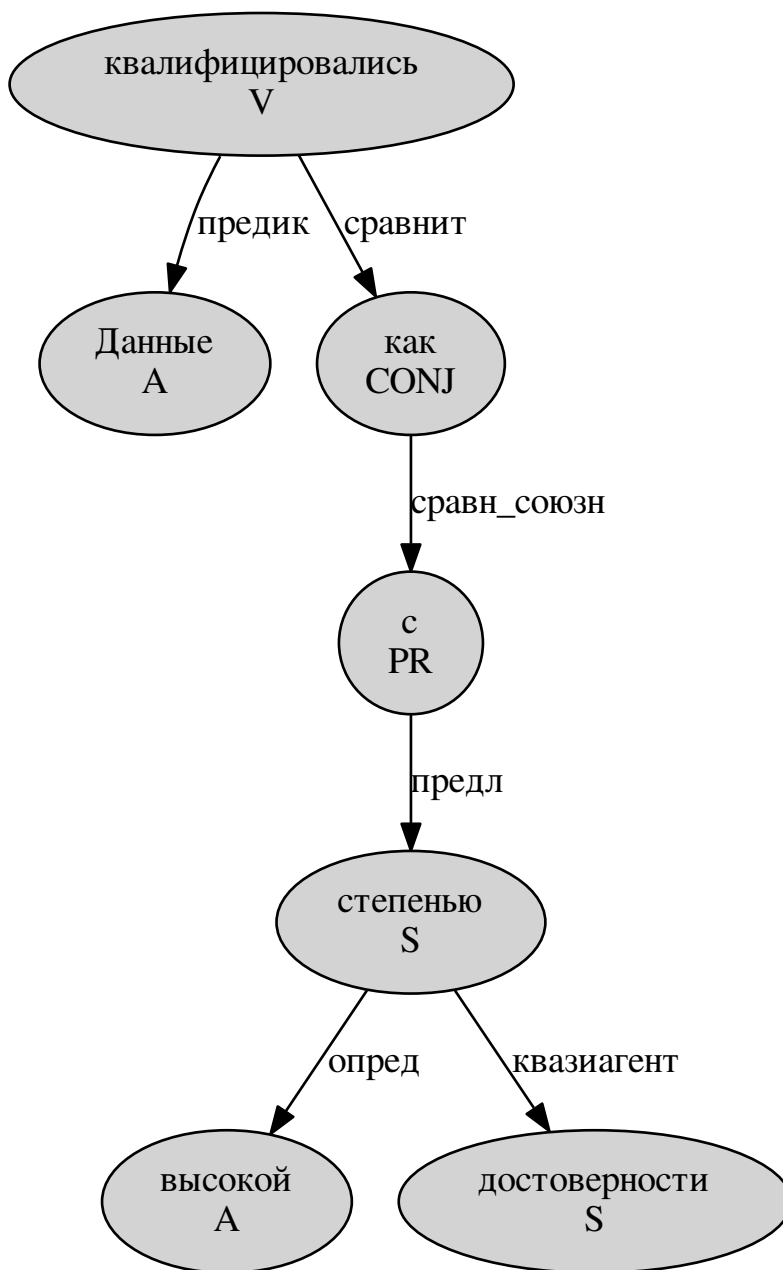 квалифицировались
V
предик
сравнит
Данные
A
как
CONJ
сравн_союзн
с
PR
предл
степенью
S
опред
квазиагент
высокой
A
достоверности
S